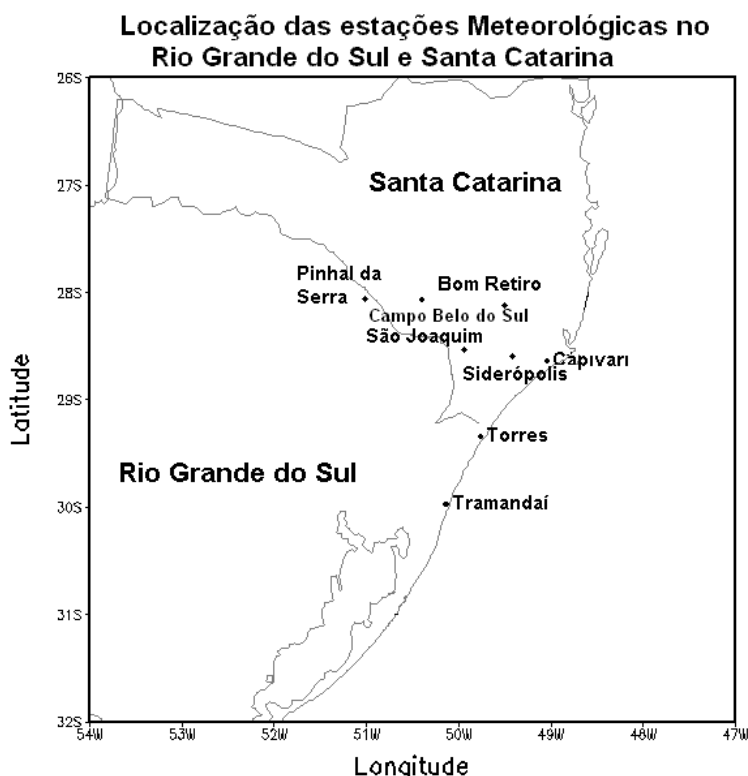 Localização das estações Meteorológicas no
Rio Grande do Sul e Santa Catarina
26S
27S
Santa Catarina
Pinhal da
Serra
Bom Retiro
28S
Campo Belo do Sul
São Joaquim
Capivari
Siderópolis
29S
Torres
Rio Grande do Sul
30S
Tramandaí
31S
32S
54W 53W 52W 51W 50W 49W 48W 47W
Latitude
Longitude